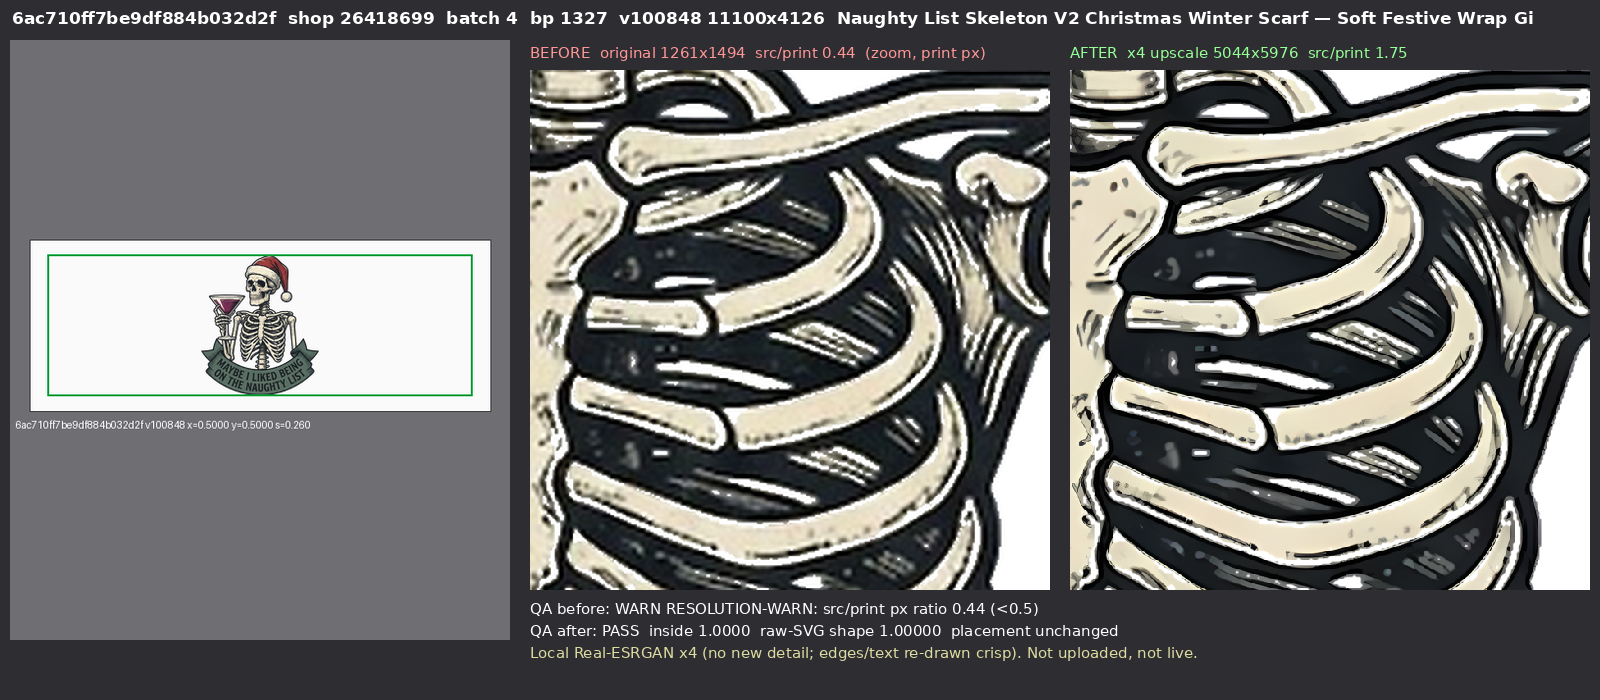 6ac710ff7be9df884b032d2f  shop 26418699  batch 4  bp 1327  v100848 11100x4126  Naughty List Skeleton V2 Christmas Winter Scarf — Soft Festive Wrap Gi
BEFORE  original 1261x1494  src/print 0.44  (zoom, print px)
AFTER  x4 upscale 5044x5976  src/print 1.75
MAYBE I LIKED BEING
ON THE NAUGHTY LIST
6ac710ff7be9df884b032d2f v100848 x=0.5000 y=0.5000 s=0.260
QA before: WARN RESOLUTION-WARN: src/print px ratio 0.44 (<0.5)
QA after: PASS  inside 1.0000  raw-SVG shape 1.00000  placement unchanged
Local Real-ESRGAN x4 (no new detail; edges/text re-drawn crisp). Not uploaded, not live.